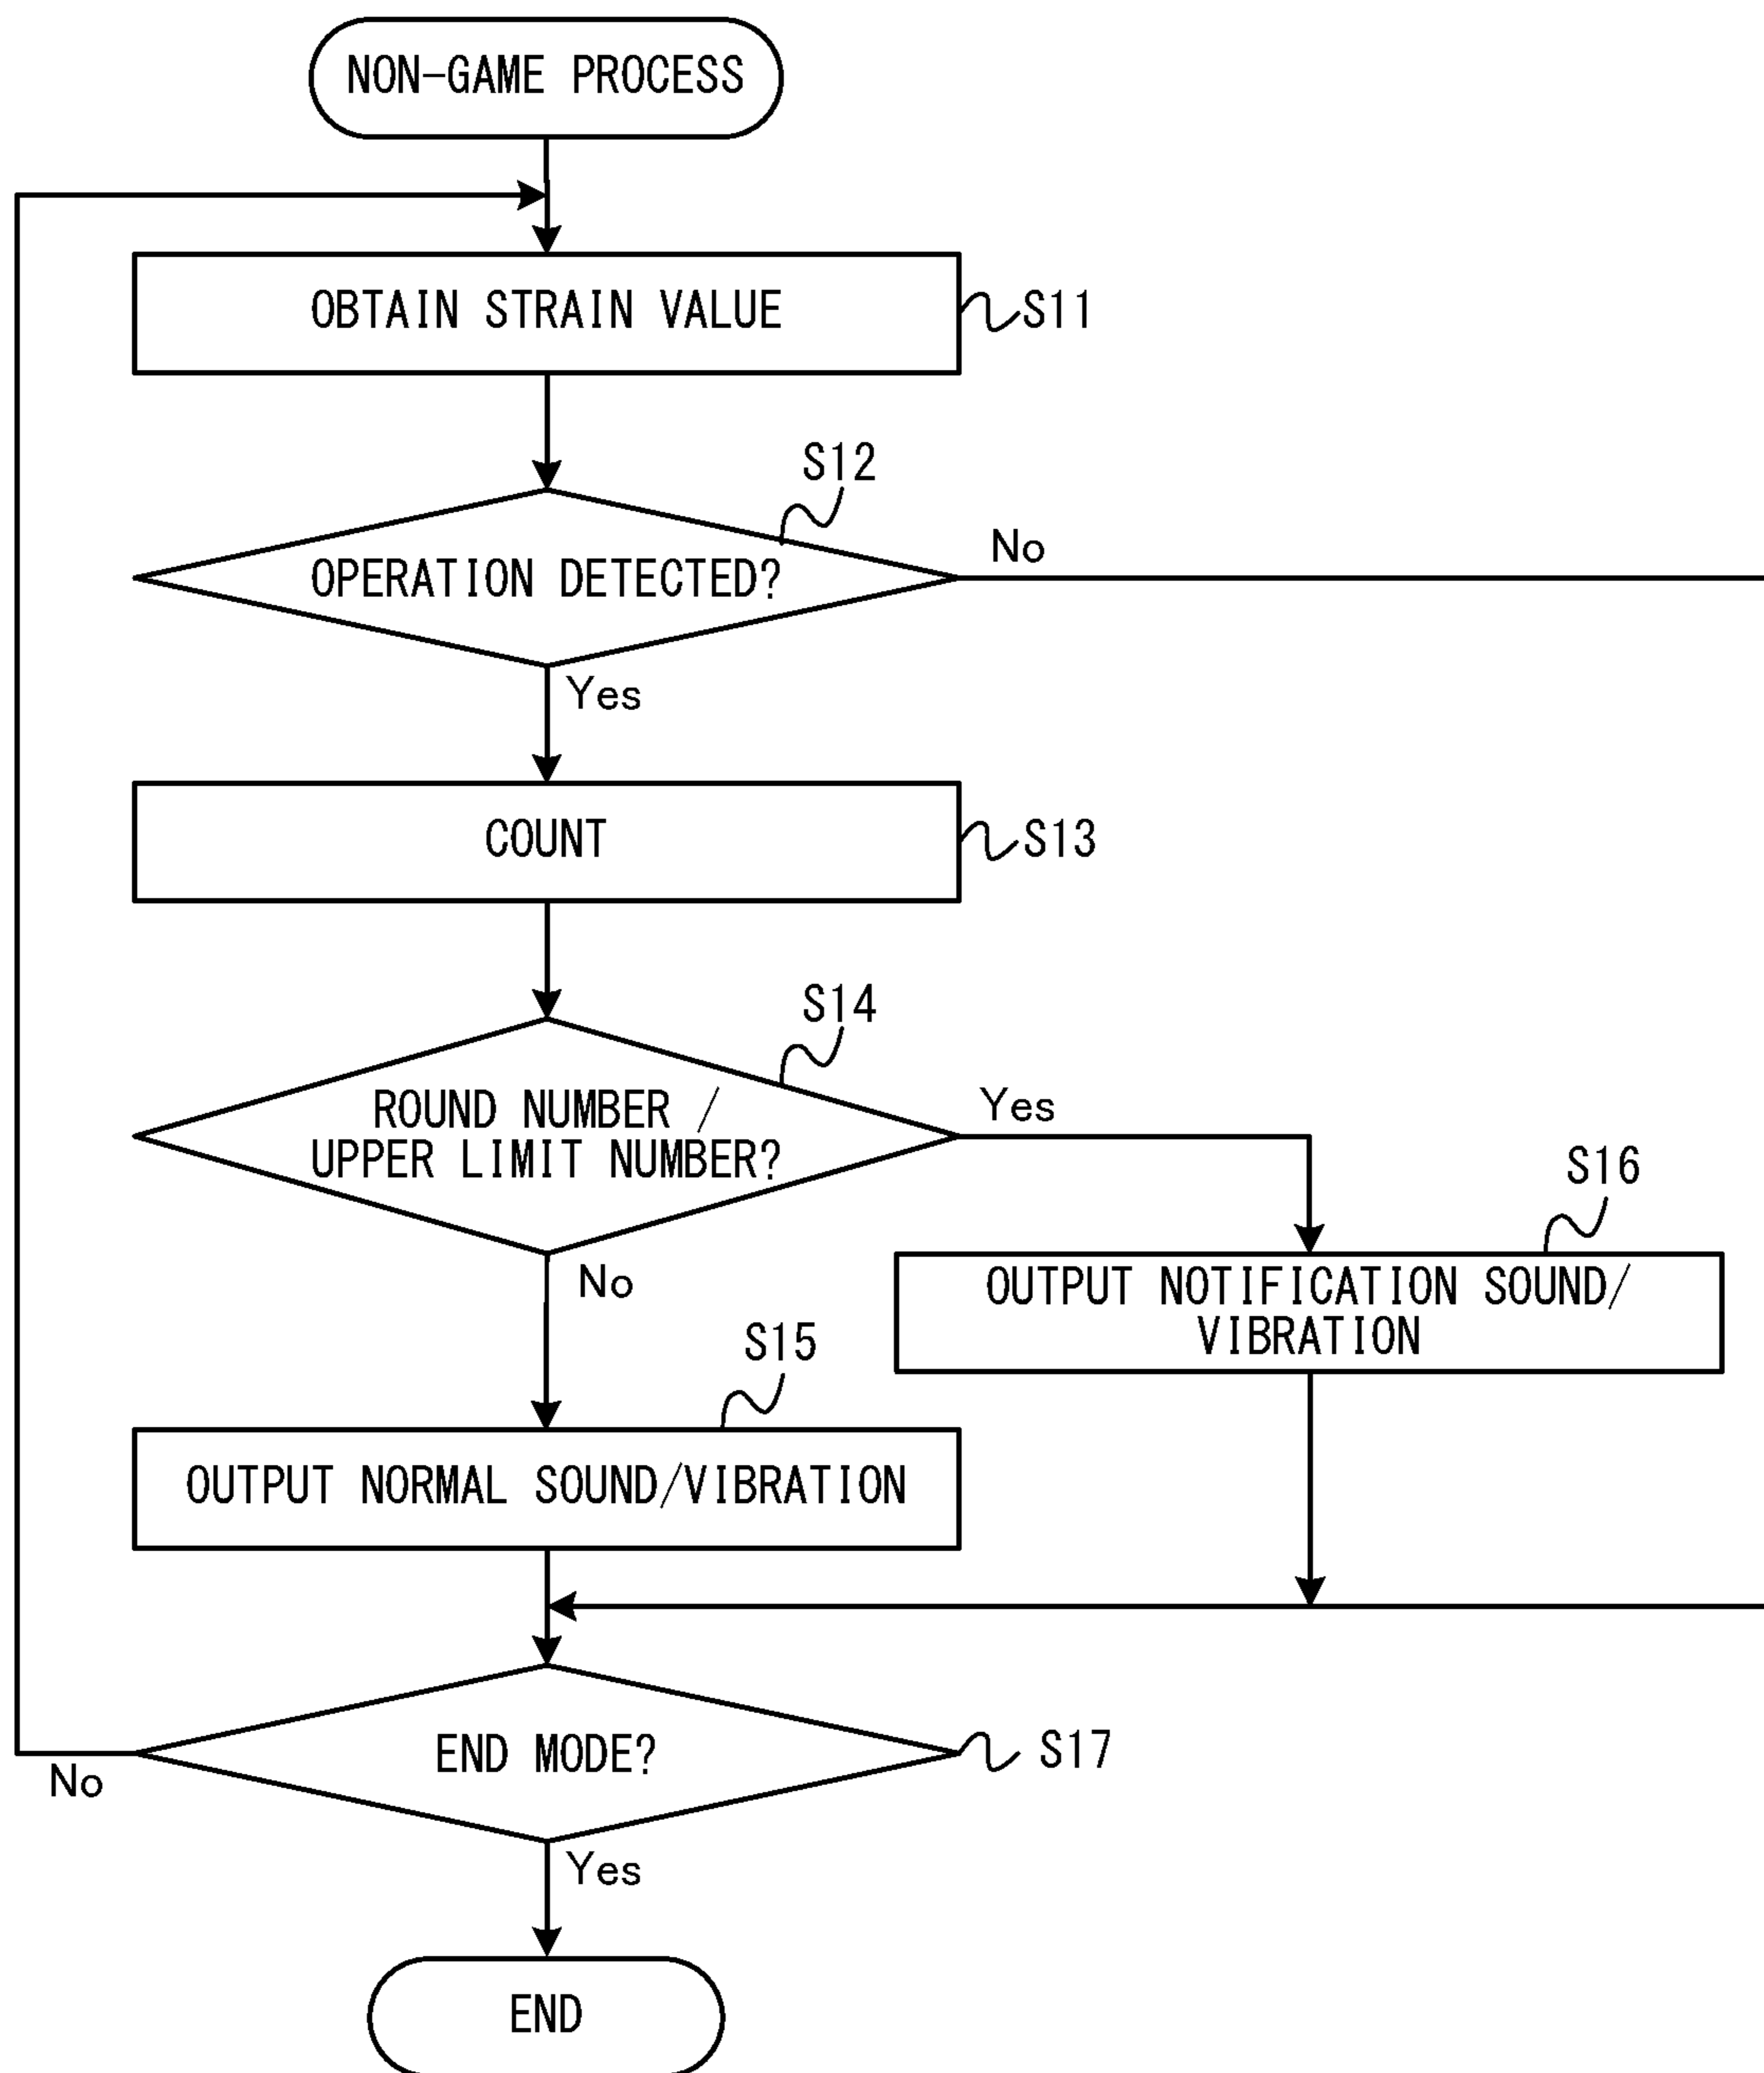 NON-GAME PROCESS
OBTAIN STRAIN VALUE
S11
S12
OPERATION DETECTED?
No
Yes
COUNT
S13
S14
ROUND NUMBER /
UPPER LIMIT NUMBER?
Yes
No
S16
OUTPUT NOTIFICATION SOUND/
VIBRATION
S15
OUTPUT NORMAL SOUND/VIBRATION
END MODE?
S17
No
Yes
END